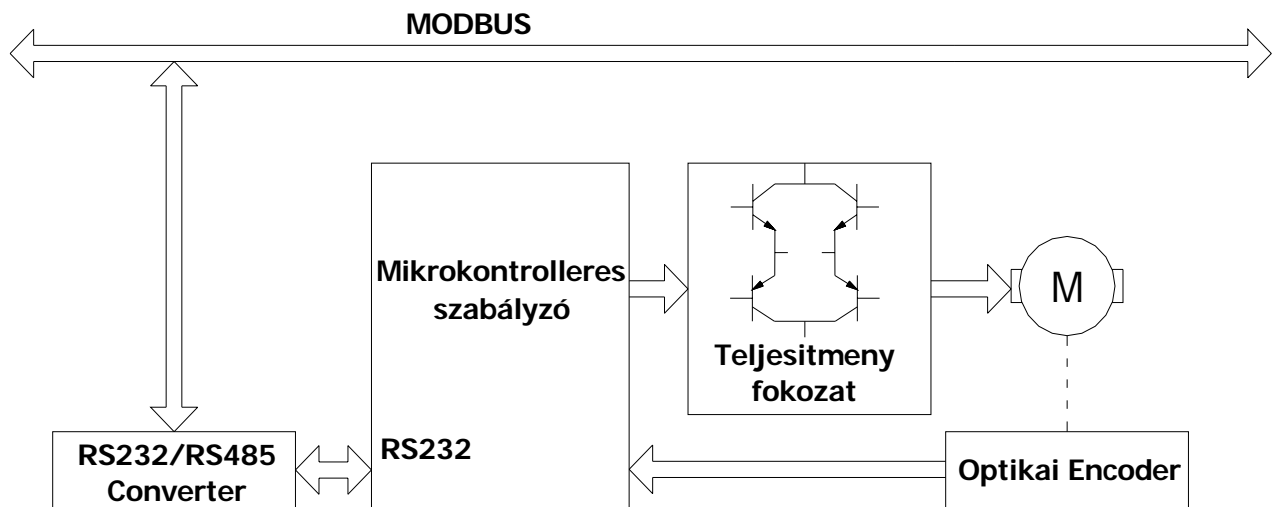 MODBUS
Mikrokontrolleres
szabályzó
M
Teljesitmeny
fokozat
RS232/RS485
Converter
RS232
Optikai Encoder